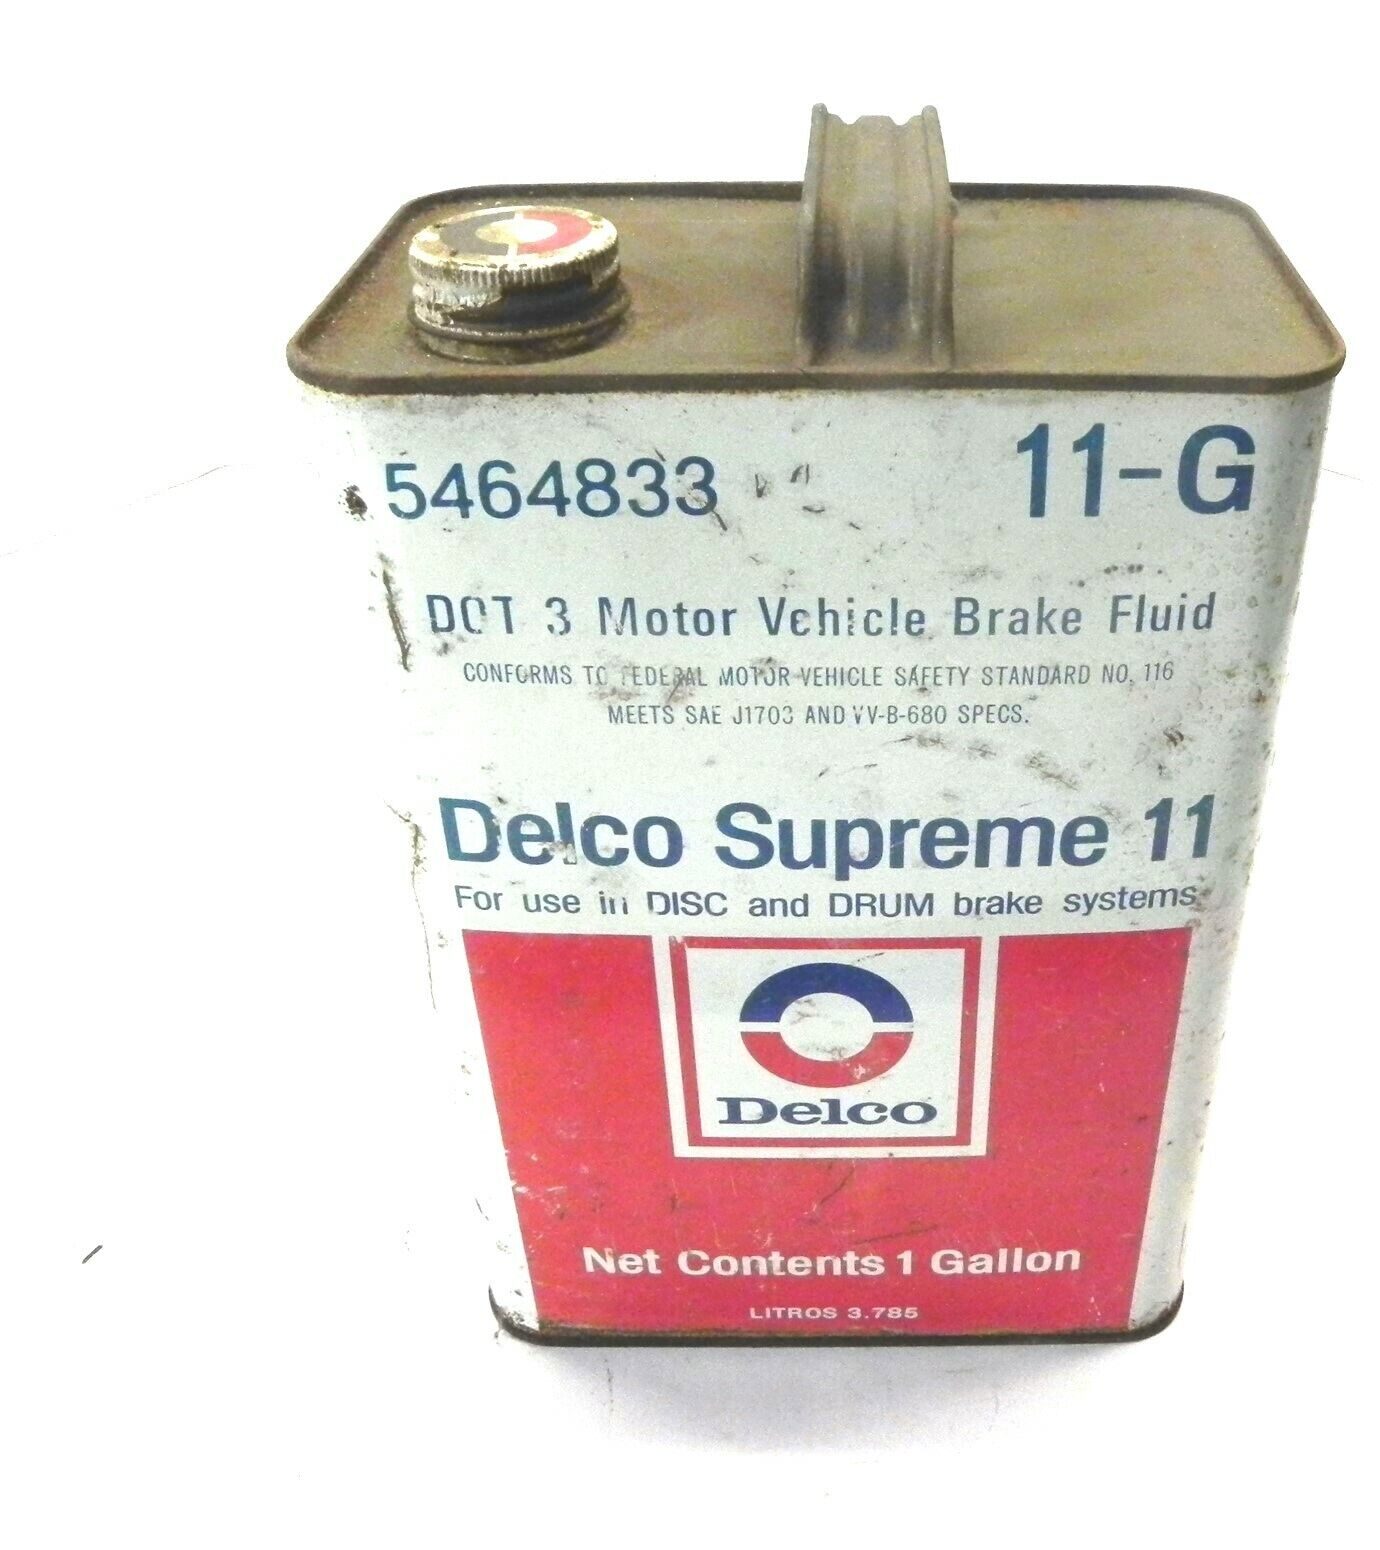 5464833 11-G
DOT 3 Motor Vehicle Brake Fluid
CONFORMS TO FEDERAL MOTOR VEHICLE SAFETY STANDARD NO. 116
MEETS SAE J1703 AND VV-B-680 SPECS.
Delco Supreme 11
For use in DISC and DRUM brake systems
Delco
Net Contents 1 Gallon
LITROS 3.785